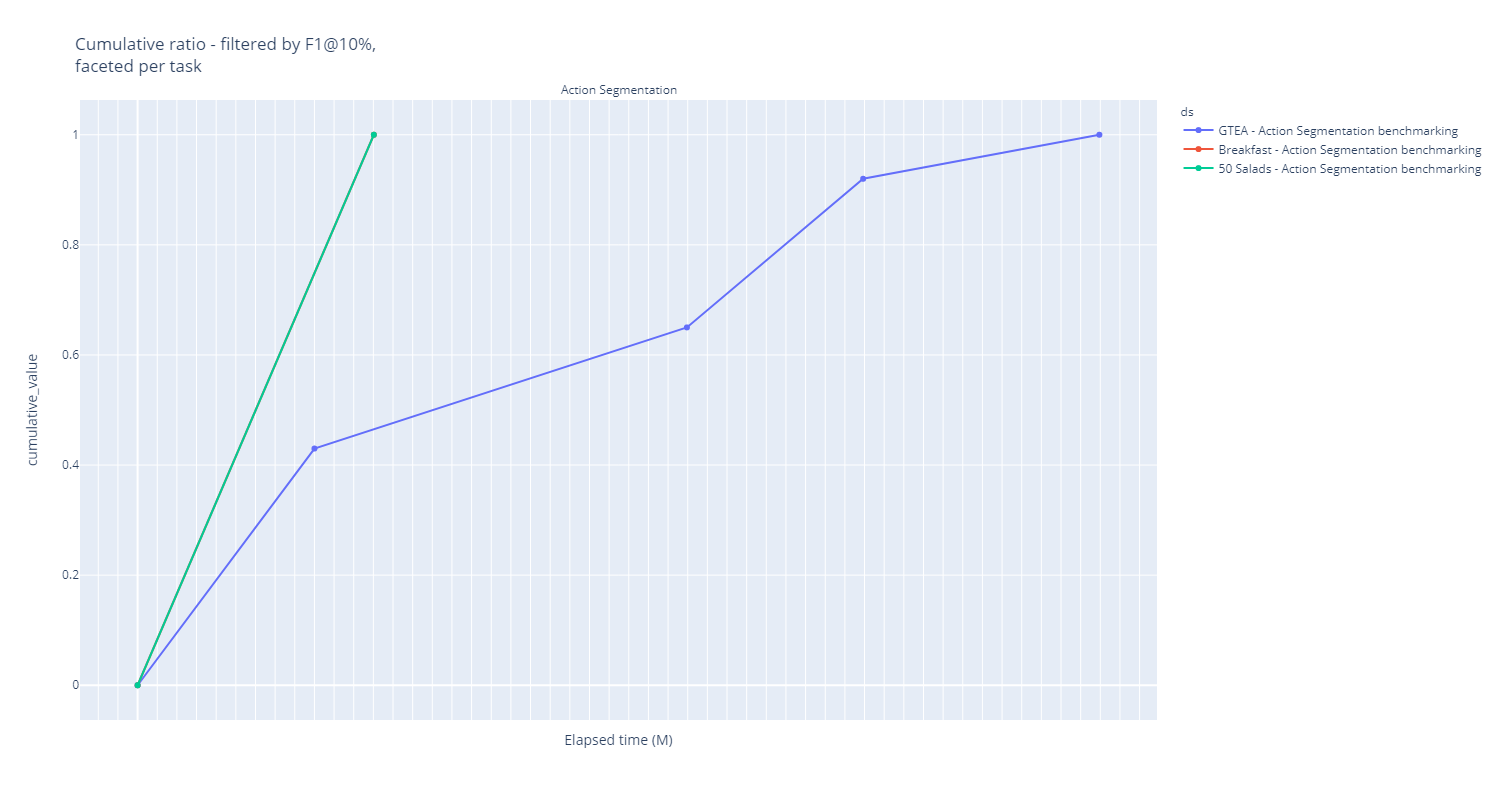 Cumulative ratio - filtered by F1@10%,
faceted per task
Action Segmentation
ds
GTEA - Action Segmentation benchmarking
Breakfast - Action Segmentation benchmarking
50 Salads - Action Segmentation benchmarking
1
0.8
0.6
0.4
0.2
0
cumulative_value
Elapsed time (M)